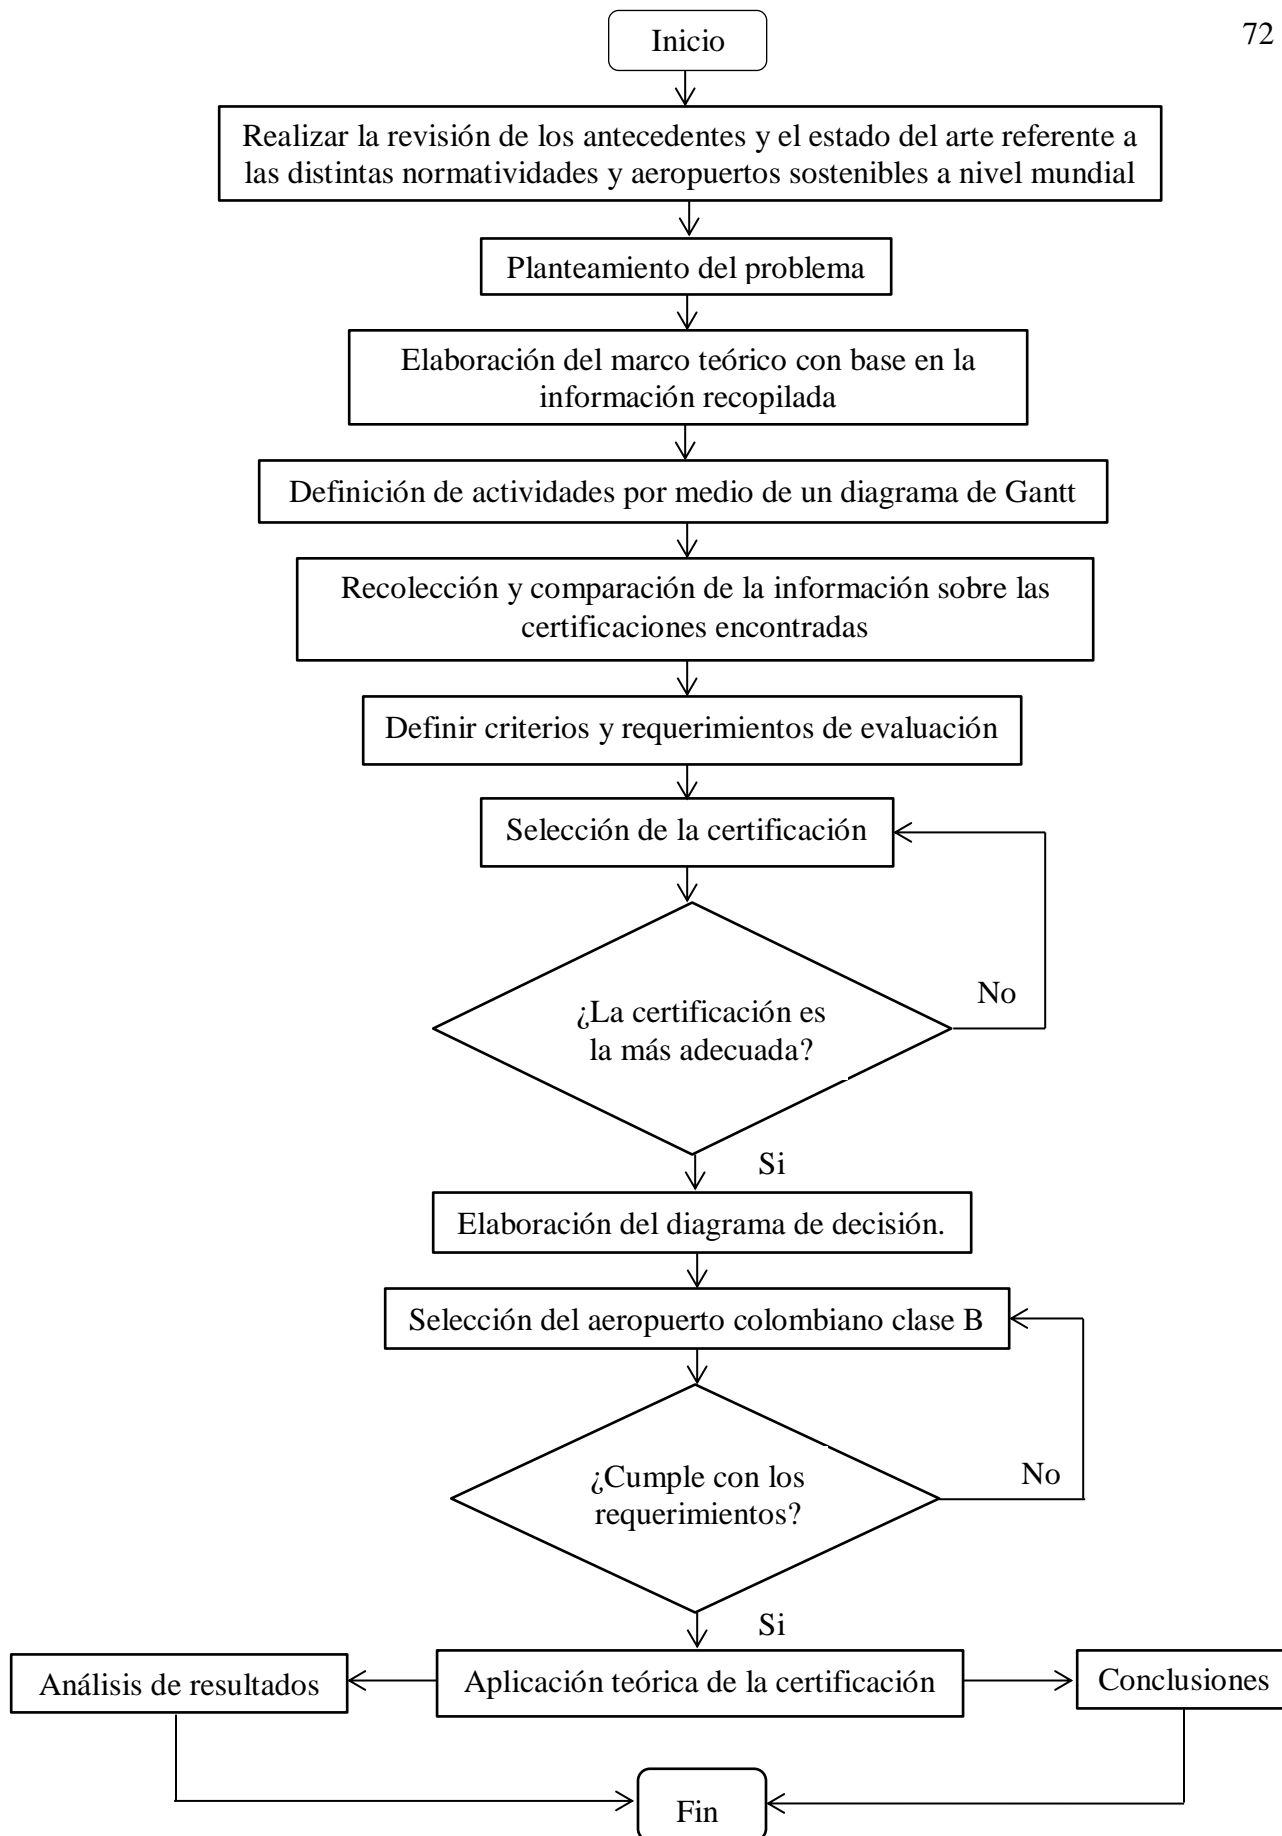 72
Inicio
Realizar la revisión de los antecedentes y el estado del arte referente a
las distintas normatividades y aeropuertos sostenibles a nivel mundial
Planteamiento del problema
Elaboración del marco teórico con base en la
información recopilada
Definición de actividades por medio de un diagrama de Gantt
Recolección y comparación de la información sobre las
certificaciones encontradas
Definir criterios y requerimientos de evaluación
Selección de la certificación
No
¿La certificación es
la más adecuada?
Si
Elaboración del diagrama de decisión.
Selección del aeropuerto colombiano clase B
No
¿Cumple con los
requerimientos?
Si
Análisis de resultados
Aplicación teórica de la certificación
Conclusiones
Fin